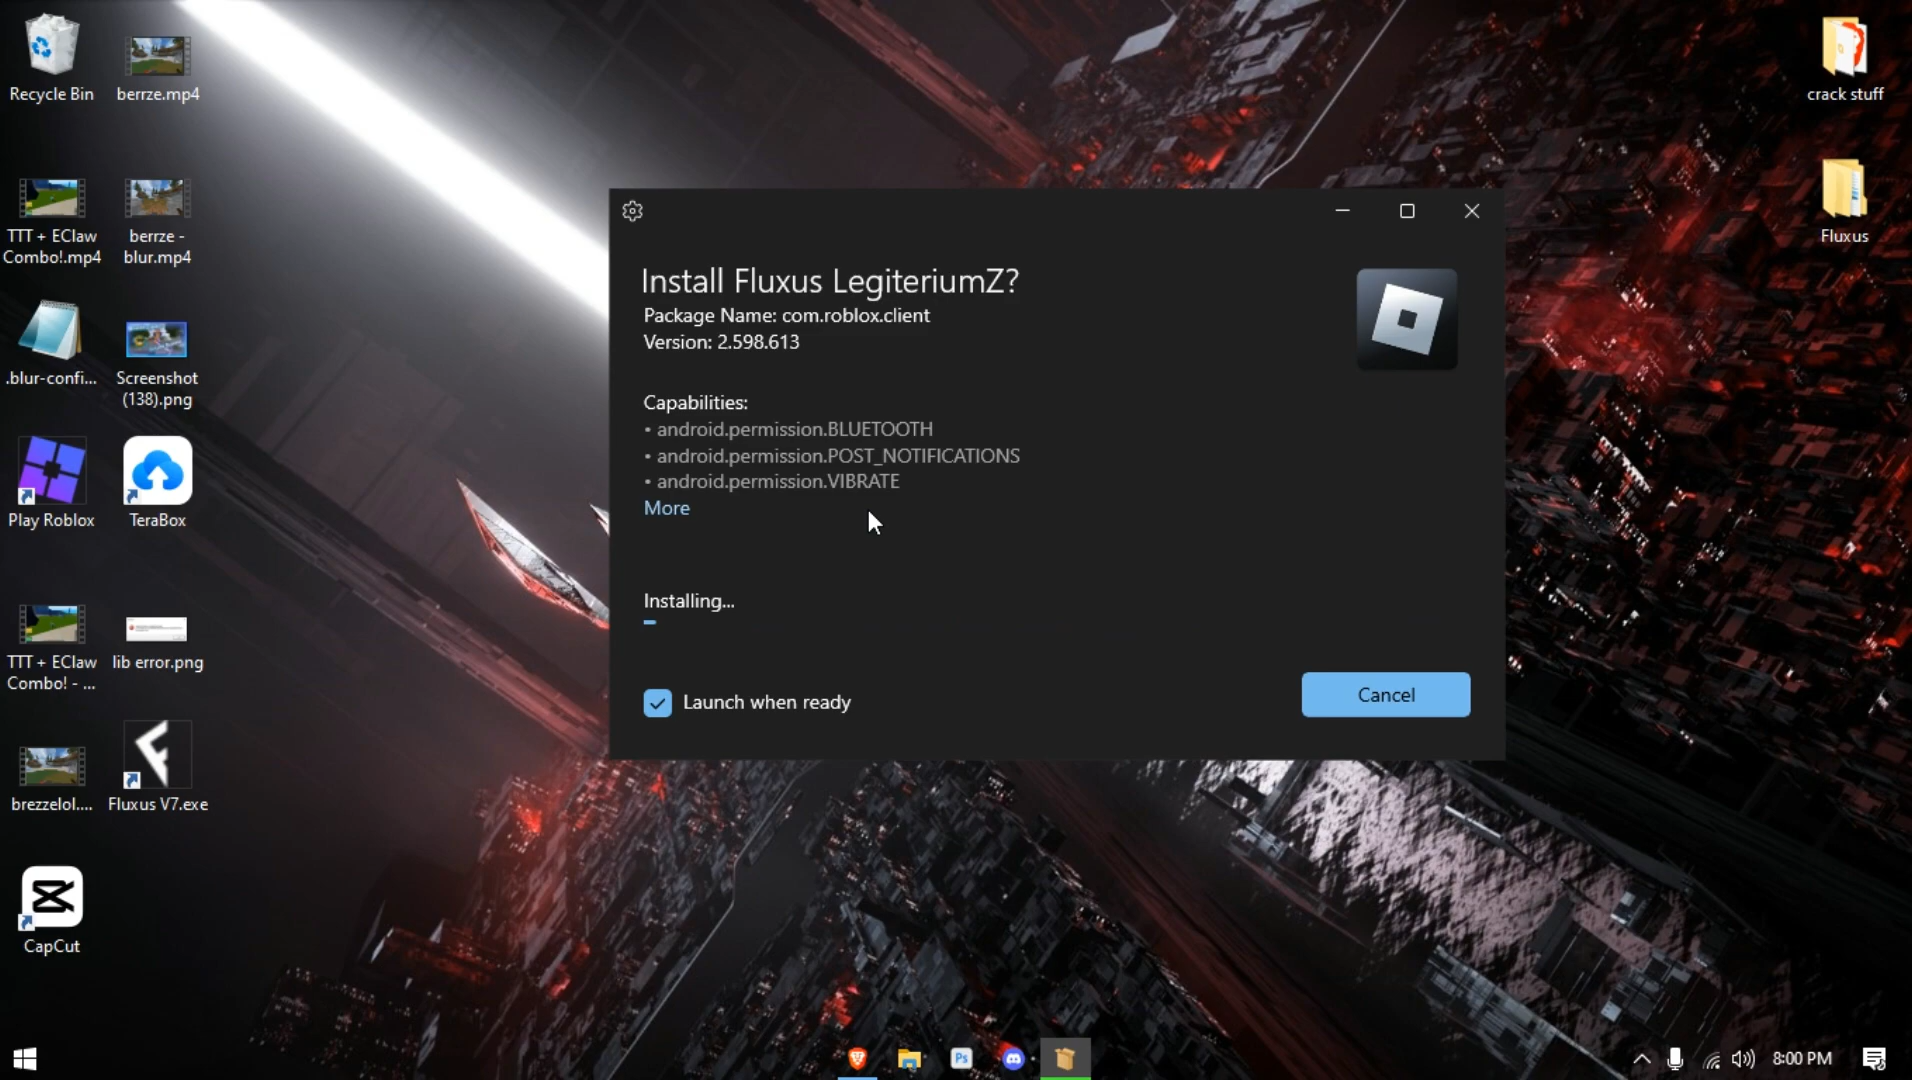 Recycle Bin
berrze.mp4
TTT + EClaw
Combo!.mp4
berrze -
blur.mp4
.blur-confi...
Screenshot
(138).png
Play Roblox
TeraBox
TTT + EClaw
Combo! - ...
lib error.png
brezzelol....
Fluxus V7.exe
CapCut
crack stuff
Fluxus
Install Fluxus LegiteriumZ?
Package Name: com.roblox.client
Version: 2.598.613
Capabilities:
• android.permission.BLUETOOTH
• android.permission.POST_NOTIFICATIONS
• android.permission.VIBRATE
More
Installing...
Launch when ready
Cancel
Ps
8:00 PM